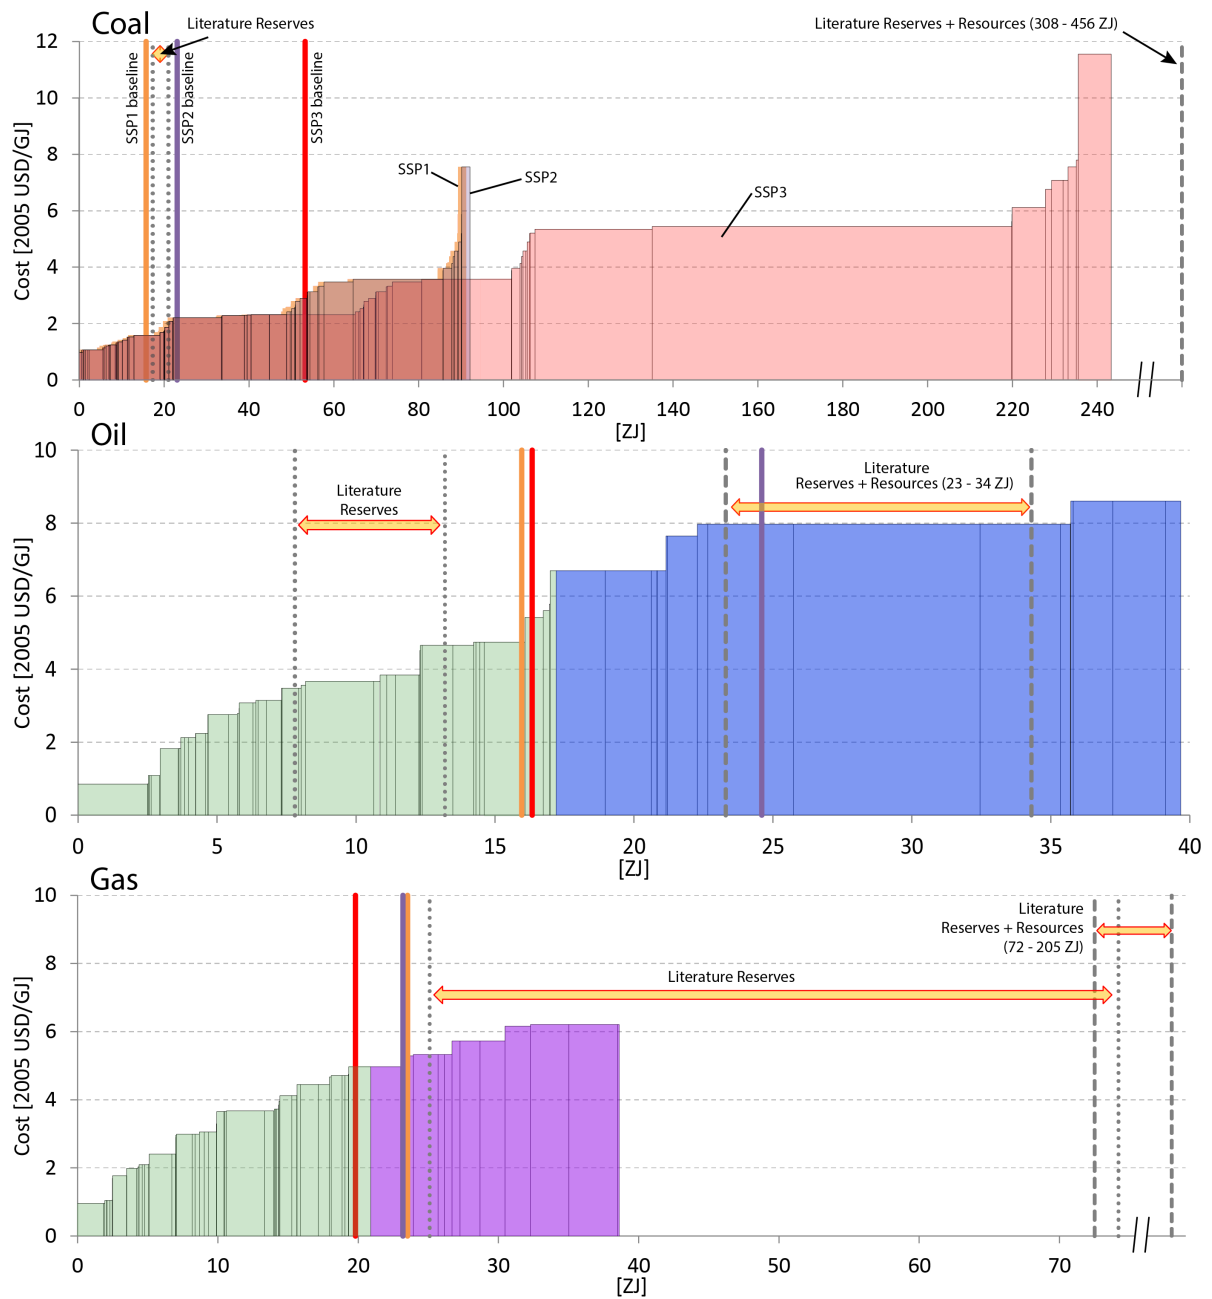 Coal
Literature Reserves
Literature Reserves + Resources (308 - 456 ZJ)
Cost [2005 USD/GJ]
12
10
8
6
4
2
0
SSP1 baseline
SSP2 baseline
SSP3 baseline
SSP1
SSP2
SSP3
0 20 40 60 80 100 120 140 160 180 200 220 240
[ZJ]
Oil
Cost [2005 USD/GJ]
10
8
6
4
2
0
Literature
Reserves
Literature
Reserves + Resources (23 - 34 ZJ)
0 5 10 15 20 25 30 35 40
[ZJ]
Gas
Cost [2005 USD/GJ]
10
8
6
4
2
0
Literature
Reserves + Resources
(72 - 205 ZJ)
Literature Reserves
0 10 20 30 40 50 60 70
[ZJ]